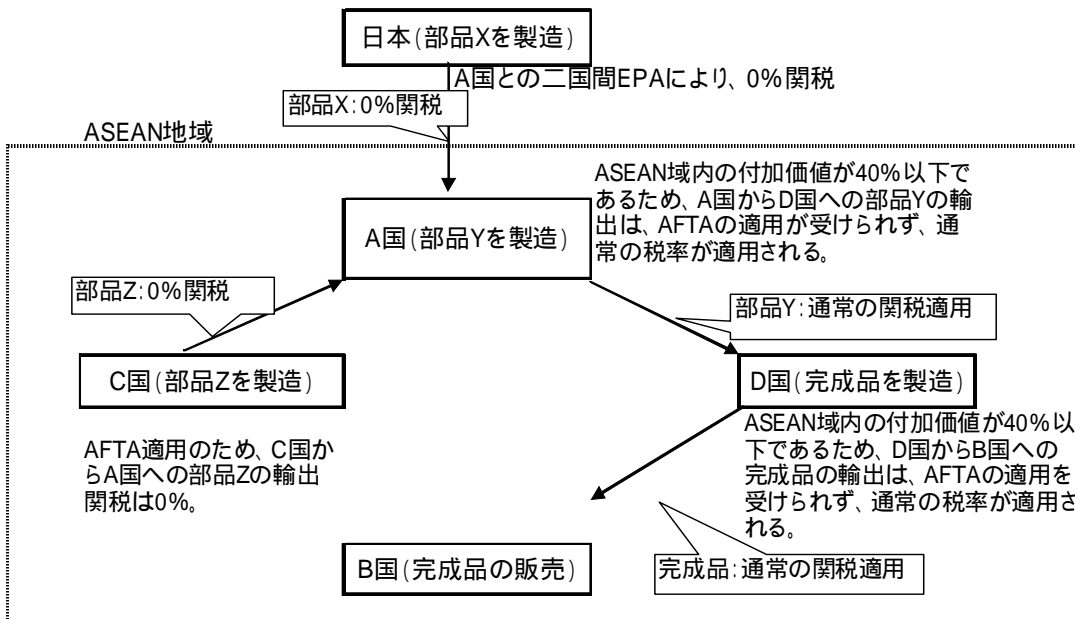 日本(部品Xを製造)
A国との二国間EPAにより、0%関税
部品X:0%関税
ASEAN地域
ASEAN域内の付加価値が40%以下で
あるため、A国からD国への部品Yの輸
出は、AFTAの適用が受けられず、通
常の税率が適用される。
A国(部品Yを製造)
部品Z:0%関税
部品Y:通常の関税適用
C国(部品Zを製造)
D国(完成品を製造)
AFTA適用のため、C国か
らA国への部品Zの輸出
関税は0%。
ASEAN域内の付加価値が40%以
下であるため、D国からB国への
完成品の輸出は、AFTAの適用を
受けられず、通常の税率が適用さ
れる。
B国(完成品の販売)
完成品:通常の関税適用